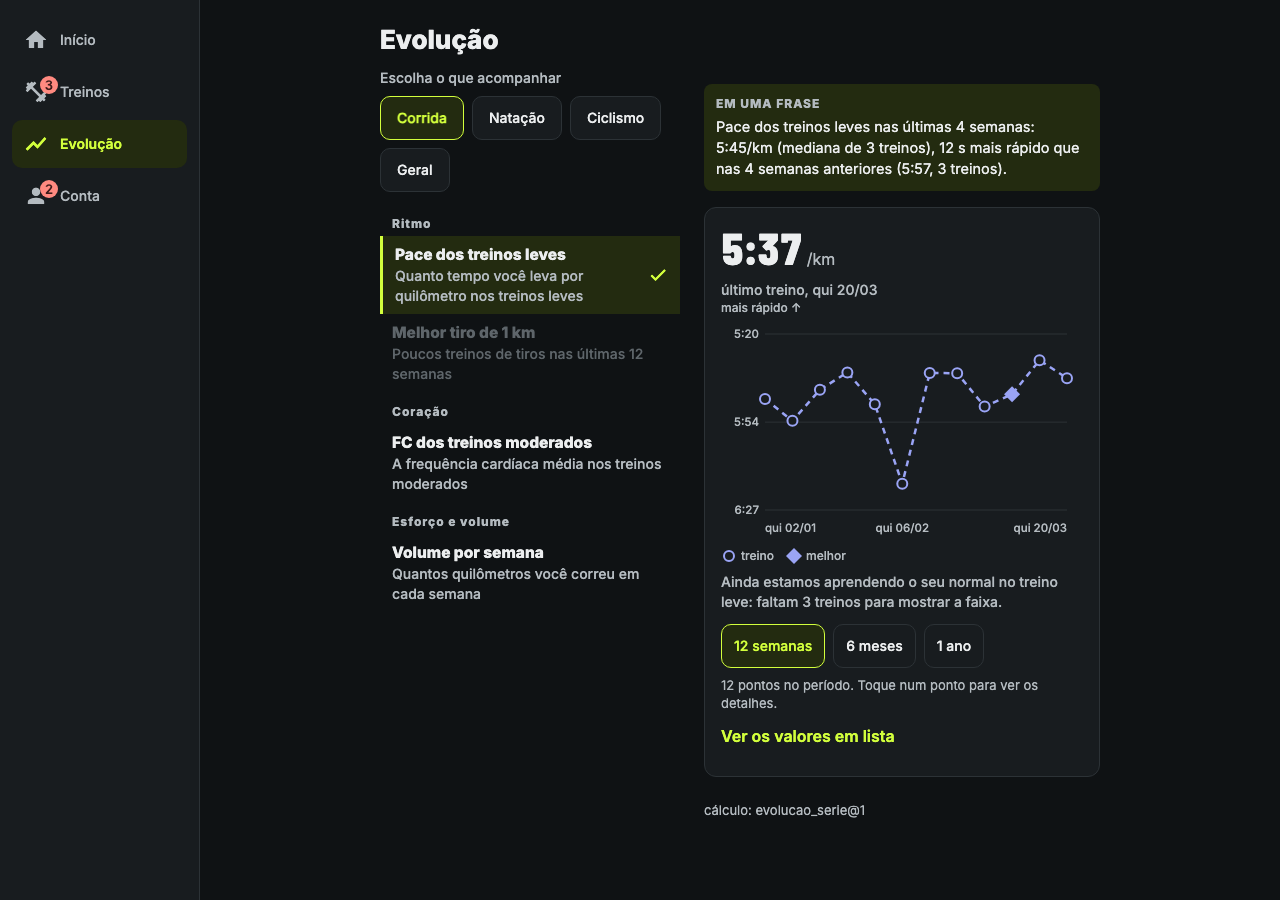 Início
3
Treinos
Evolução
2
Conta
Evolução
Escolha o que acompanhar
Corrida
Natação
Ciclismo
Geral
Ritmo
Pace dos treinos leves
Quanto tempo você leva por
quilômetro nos treinos leves
Melhor tiro de 1 km
Poucos treinos de tiros nas últimas 12
semanas
Coração
FC dos treinos moderados
A frequência cardíaca média nos treinos
moderados
Esforço e volume
Volume por semana
Quantos quilômetros você correu em
cada semana
EM UMA FRASE
Pace dos treinos leves nas últimas 4 semanas:
5:45/km (mediana de 3 treinos), 12 s mais rápido que
nas 4 semanas anteriores (5:57, 3 treinos).
5:37 /km
último treino, qui 20/03
mais rápido ↑
5:20
5:54
6:27
qui 02/01 qui 06/02 qui 20/03
treino melhor
Ainda estamos aprendendo o seu normal no treino
leve: faltam 3 treinos para mostrar a faixa.
12 semanas
6 meses
1 ano
12 pontos no período. Toque num ponto para ver os
detalhes.
Ver os valores em lista
cálculo: evolucao_serie@1